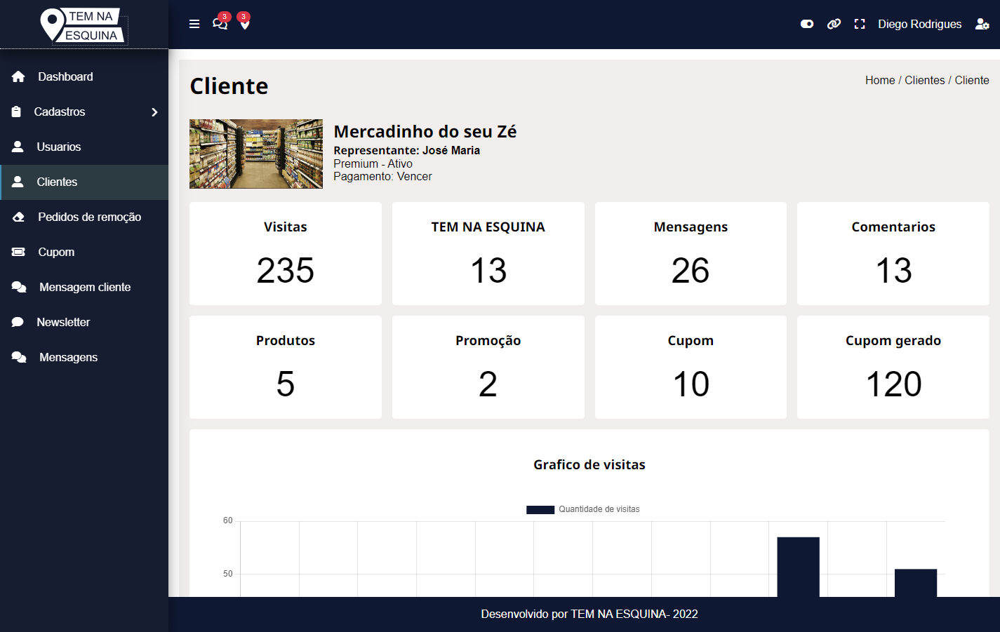 TEM NA
ESQUINA
3
3
Diego Rodrigues
Dashboard
Cadastros
Usuarios
Clientes
Pedidos de remoção
Cupom
Mensagem cliente
Newsletter
Mensagens
Cliente
Home / Clientes / Cliente
Mercadinho do seu Zé
Representante: José Maria
Premium - Ativo
Pagamento: Vencer
Visitas
235
TEM NA ESQUINA
13
Mensagens
26
Comentarios
13
Produtos
5
Promoção
2
Cupom
10
Cupom gerado
120
Grafico de visitas
Quantidade de visitas
60
50
Desenvolvido por TEM NA ESQUINA- 2022